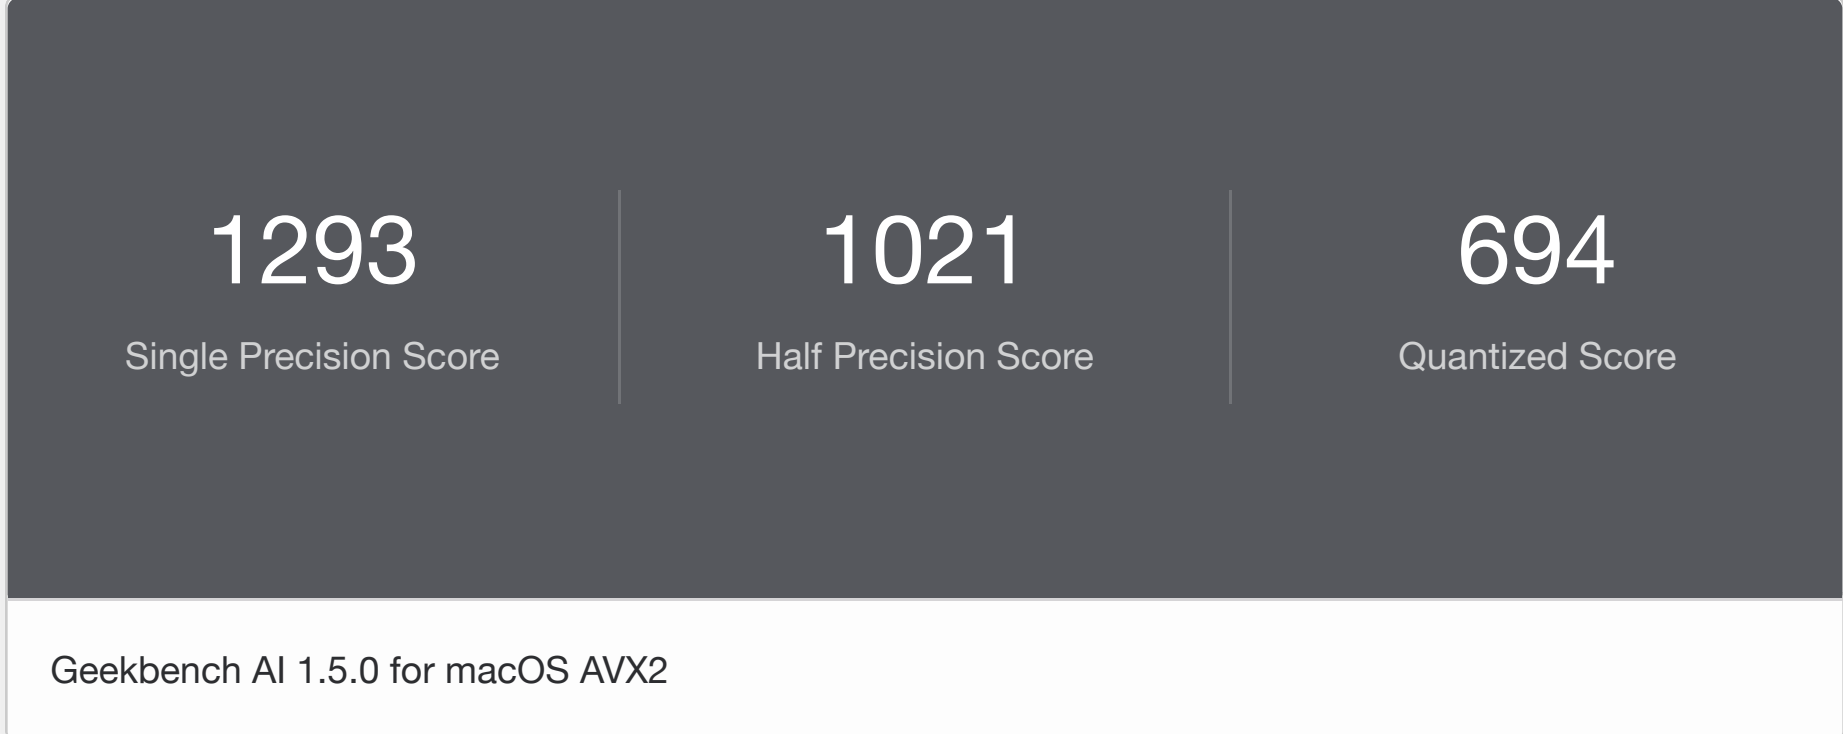 1293
Single Precision Score
1021
Half Precision Score
694
Quantized Score
Geekbench AI 1.5.0 for macOS AVX2